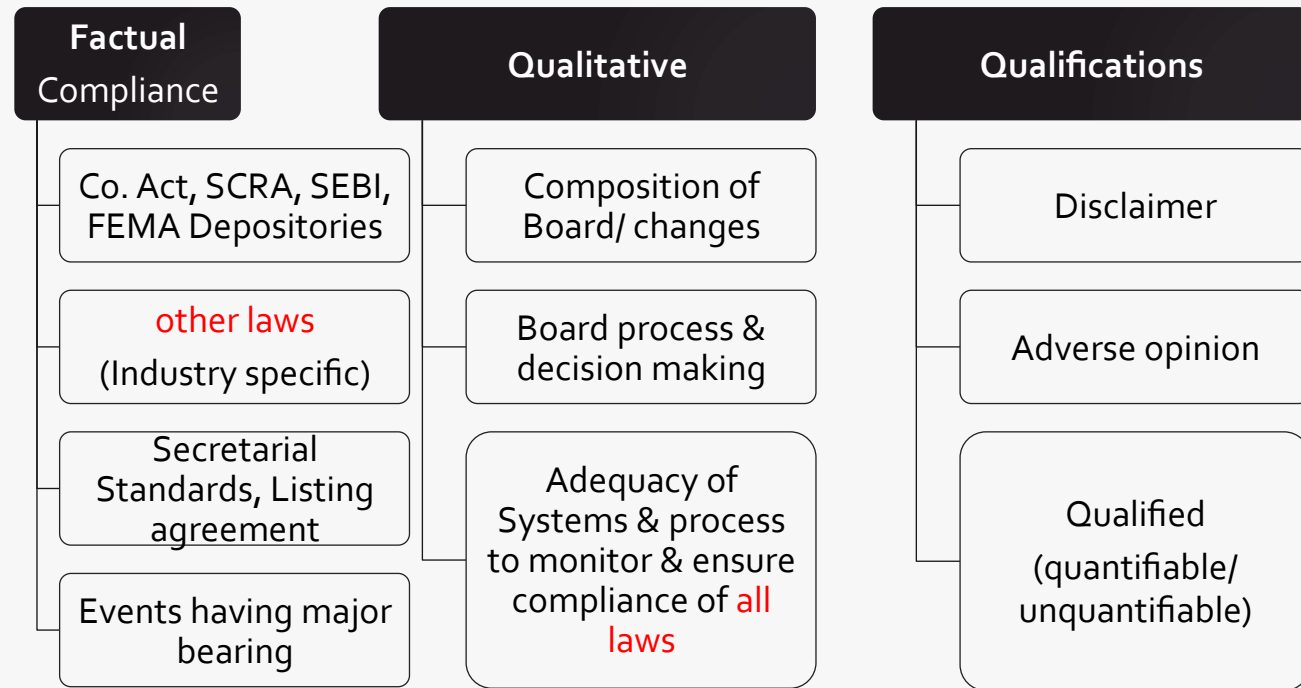 Factual
Compliance
Co. Act, SCRA, SEBI,
FEMA Depositories
other laws
(Industry specific)
Secretarial
Standards, Listing
agreement
Events having major
bearing
Qualitative
Composition of
Board/ changes
Board process &
decision making
Adequacy of
Systems & process
to monitor & ensure
compliance of all
laws
Qualifications
Disclaimer
Adverse opinion
Qualified
(quantifiable/
unquantifiable)